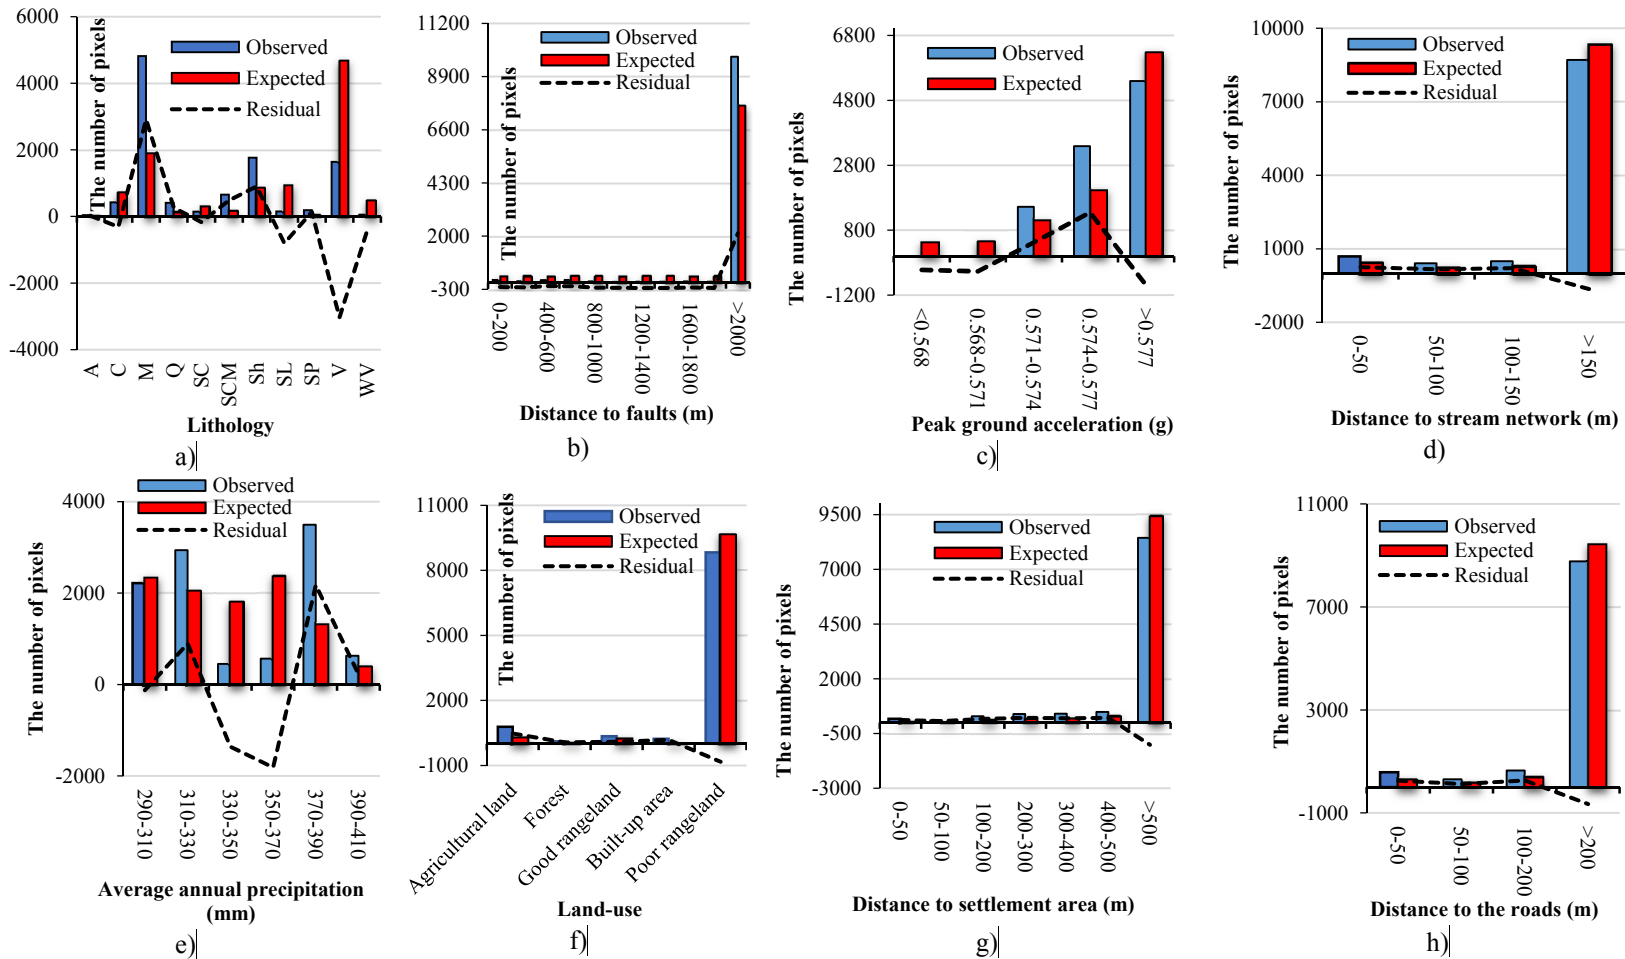 6000
4000
2000
0
-2000
-4000
The number of pixels
Observed
Expected
Residual
A
C
M
Q
SC
SCM
Sh
SL
SP
V
WV
Lithology
a)
11200
8900
6600
4300
2000
-300
The number of pixels
Observed
Expected
Residual
0-200
400-600
800-1000
1200-1400
1600-1800
>2000
Distance to faults (m)
b)
6800
4800
2800
800
-1200
The number of pixels
Observed
Expected
<0.568
0.568-0.571
0.571-0.574
0.574-0.577
>0.577
Peak ground acceleration (g)
c)
10000
7000
4000
1000
-2000
The number of pixels
Observed
Expected
Residual
0-50
50-100
100-150
>150
Distance to stream network (m)
d)
4000
2000
0
-2000
The number of pixels
Observed
Expected
Residual
290-310
310-330
330-350
350-370
370-390
390-410
Average annual precipitation
(mm)
e)
11000
8000
5000
2000
-1000
The number of pixels
Observed
Expected
Residual
Agricultural land
Forest
Good rangeland
Built-up area
Poor rangeland
Land-use
f)
9500
7000
4500
2000
-500
-3000
The number of pixels
Observed
Expected
Residual
0-50
50-100
100-200
200-300
300-400
400-500
>500
Distance to settlement area (m)
g)
11000
7000
3000
-1000
The number of pixels
Observed
Expected
Residual
0-50
50-100
100-200
>200
Distance to the roads (m)
h)